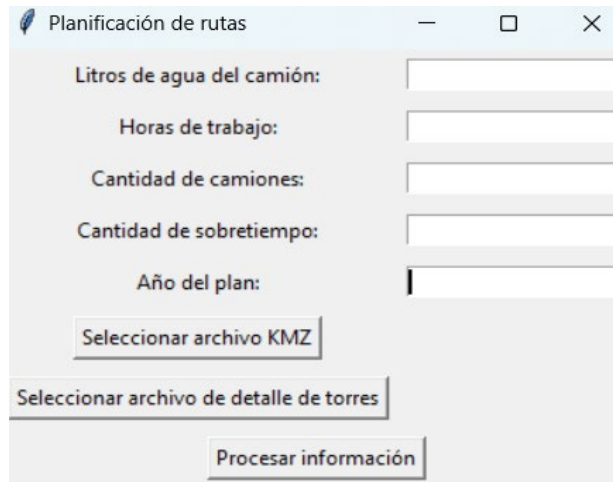 Planificación de rutas
Litros de agua del camión:
Horas de trabajo:
Cantidad de camiones:
Cantidad de sobretiempo:
Año del plan:
Seleccionar archivo KMZ
Seleccionar archivo de detalle de torres
Procesar información